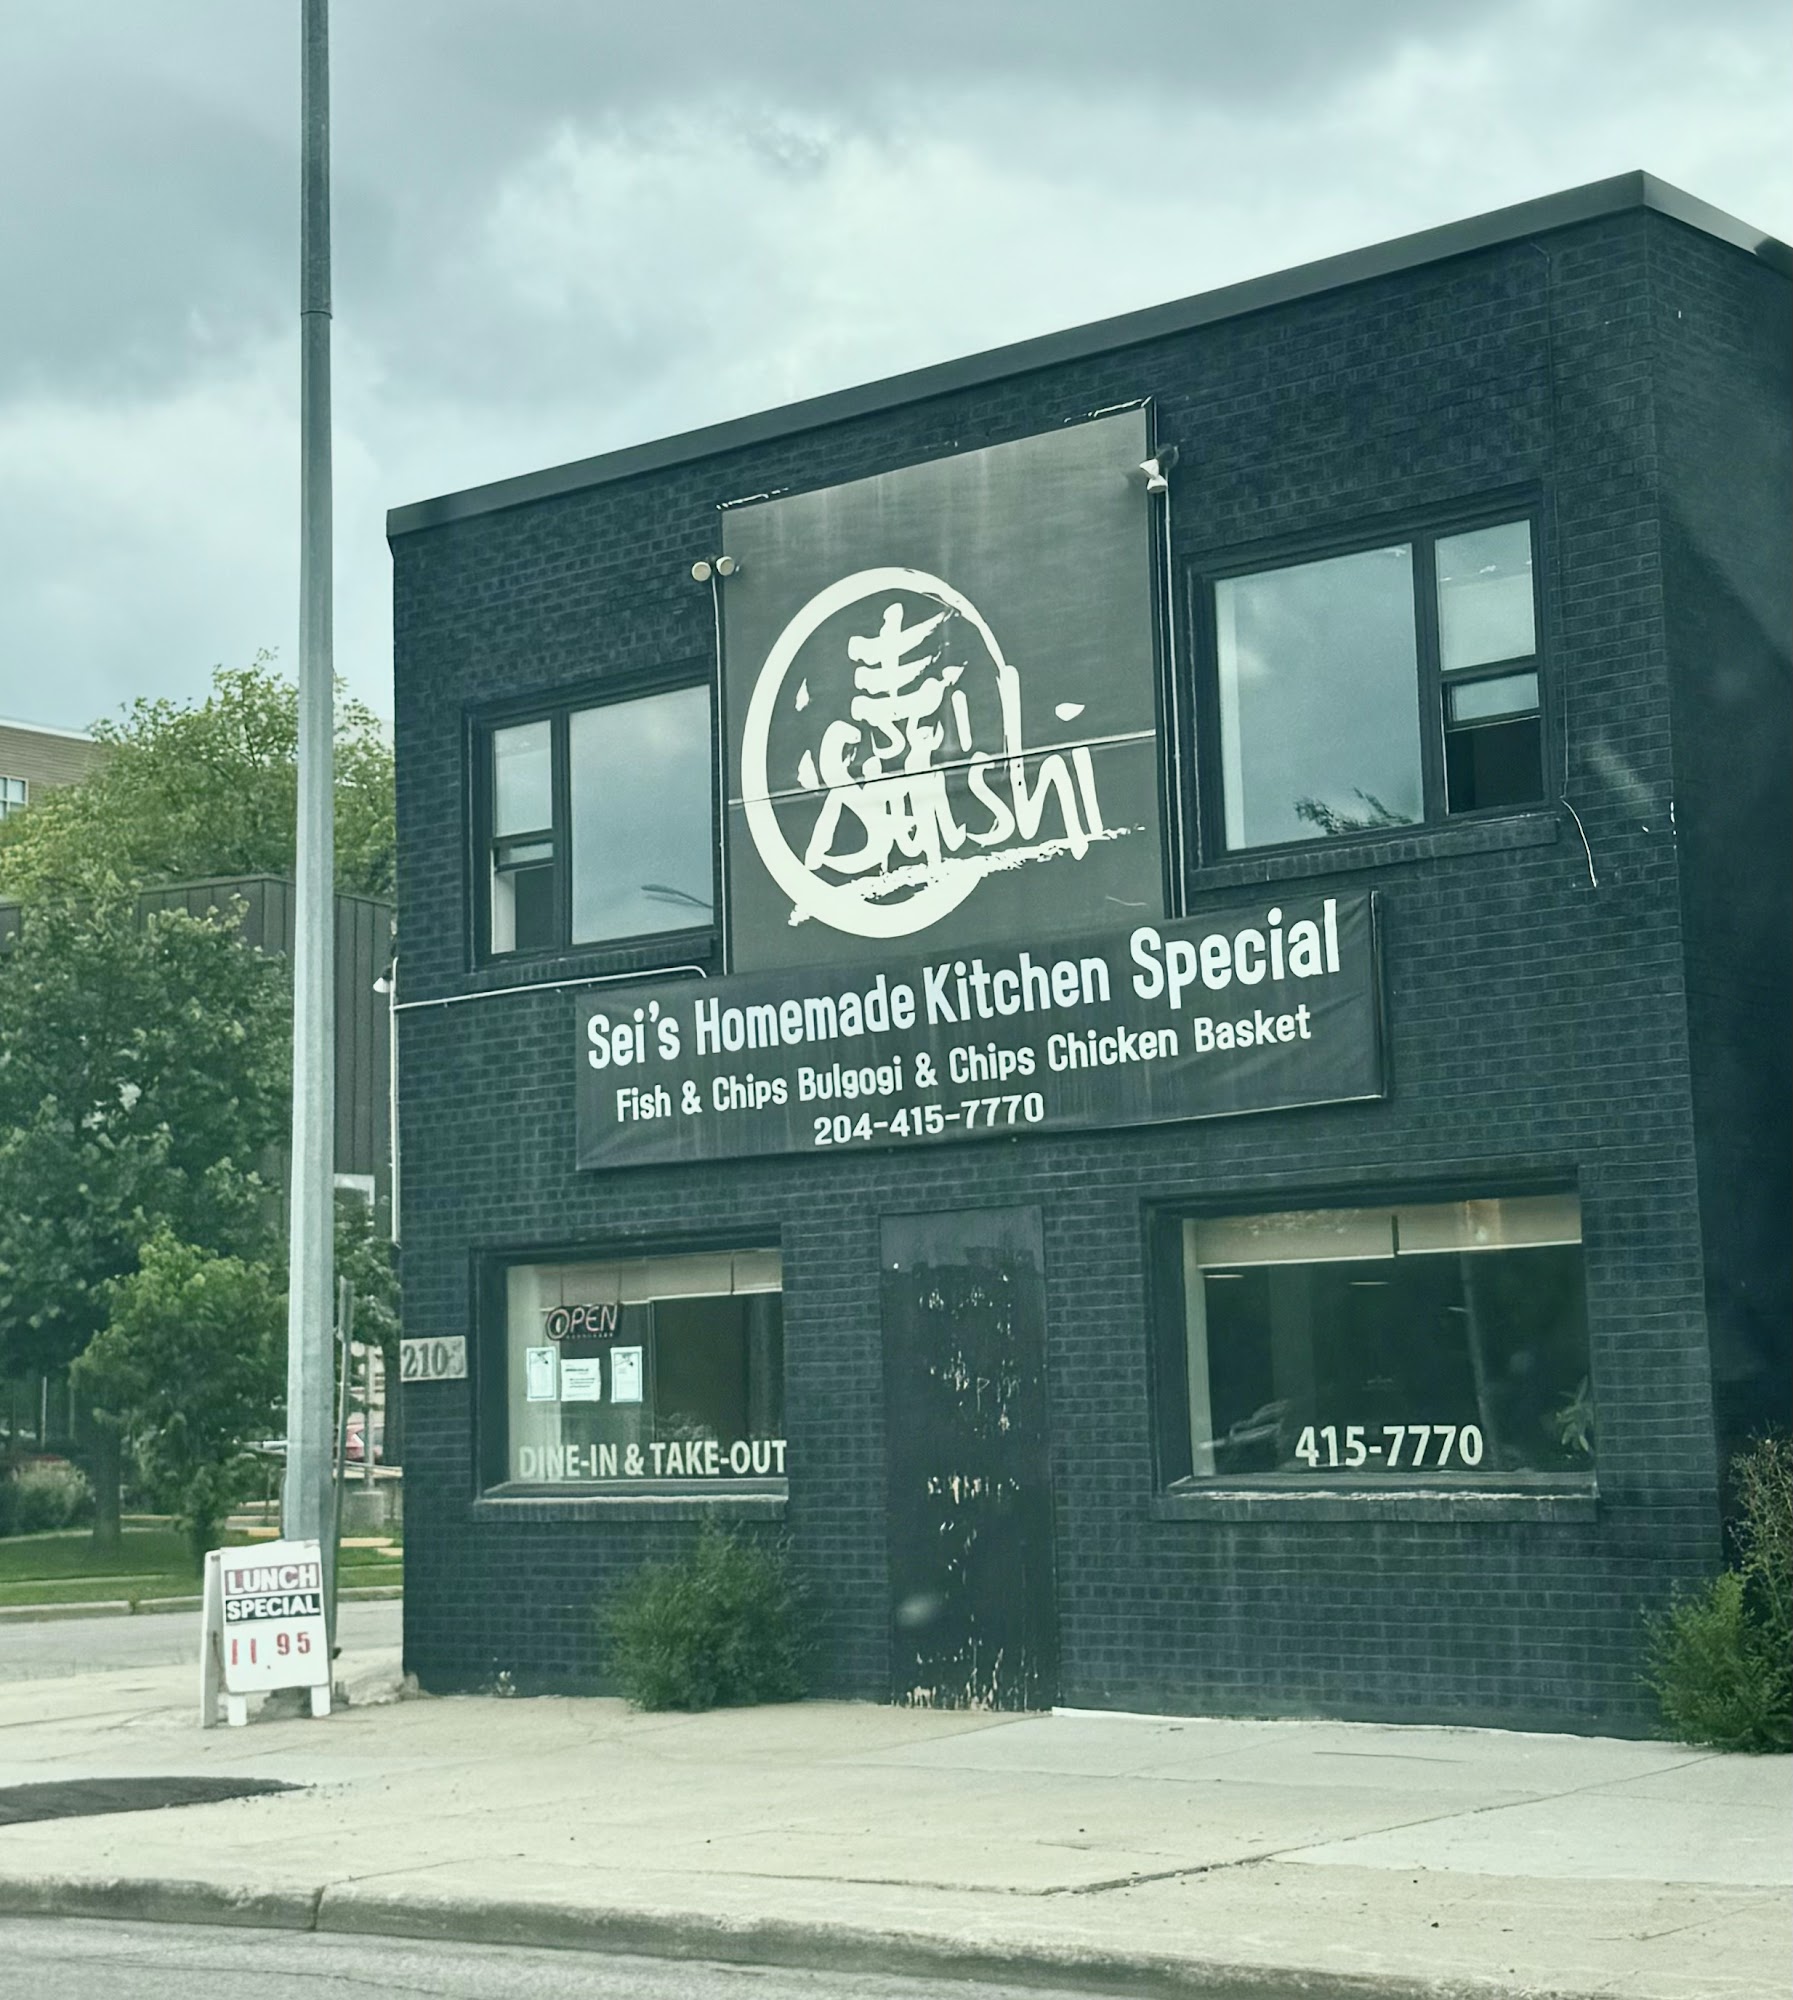 SEI
Sushi
Sei's Homemade Kitchen Special
Fish & Chips Bulgogi & Chips Chicken Basket
204-415-7770
OPEN
DINE-IN & TAKE-OUT
415-7770
LUNCH
SPECIAL
11.95